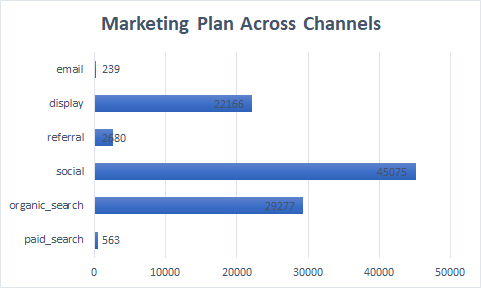 Marketing Plan Across Channels
email 239
display 22166
referral 2680
social 45075
organic_search 29277
paid_search 563
0 10000 20000 30000 40000 50000